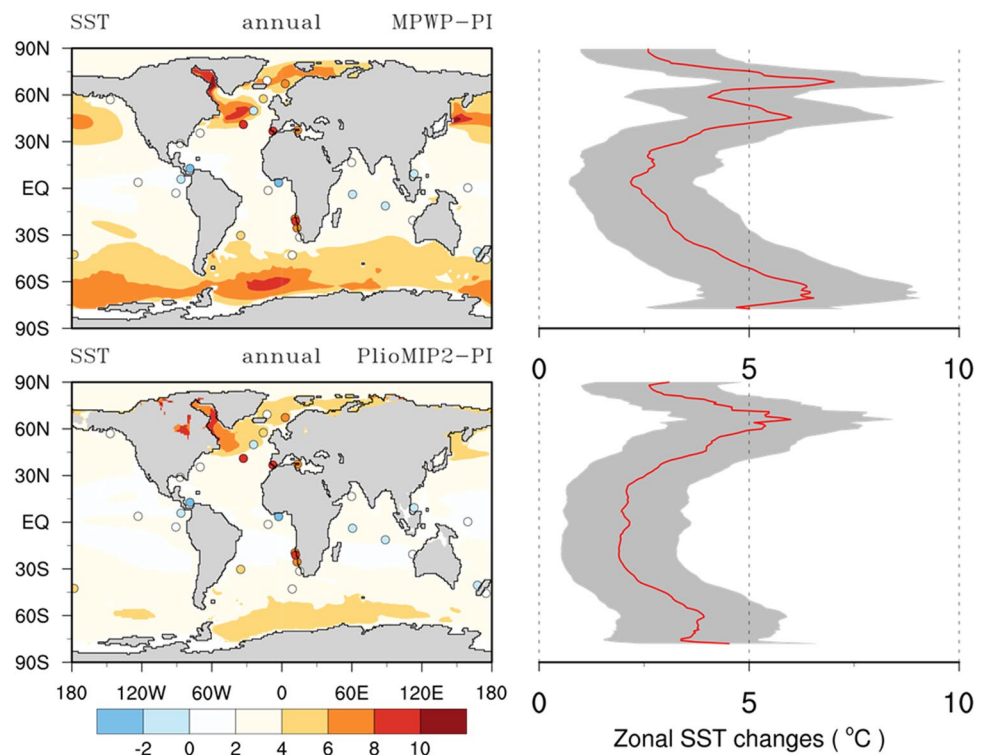 SST annual MPWP-PI
90N
60N
30N
EQ
30S
60S
90S
0 5 10
SST annual PlioMIP2-PI
90N
60N
30N
EQ
30S
60S
90S
180 120W 60W 0 60E 120E 180
-2 0 2 4 6 8 10
0 5 10
Zonal SST changes ( °C )